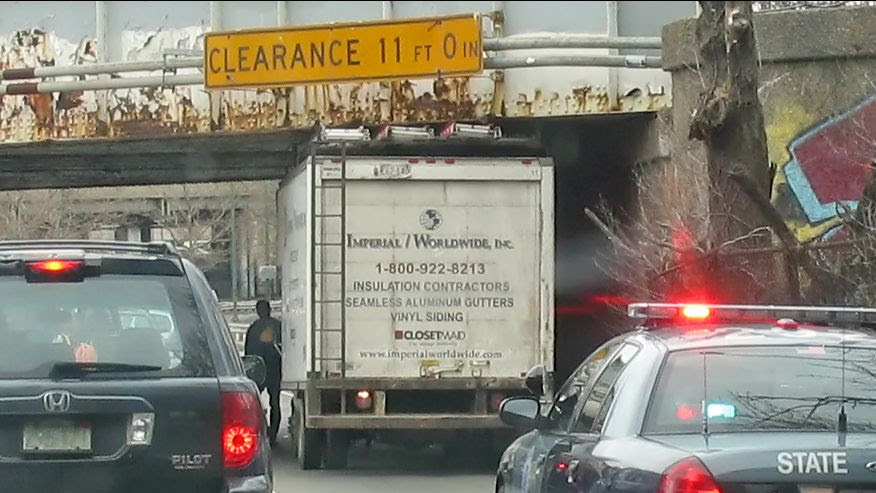 CLEARANCE 11 FT 0 IN
IMPERIAL / WORLDWIDE, INC.
1-800-922-8213
INSULATION CONTRACTORS
SEAMLESS ALUMINUM GUTTERS
VINYL SIDING
CLOSETMAID
www.imperialworldwide.com
PILOT
STATE